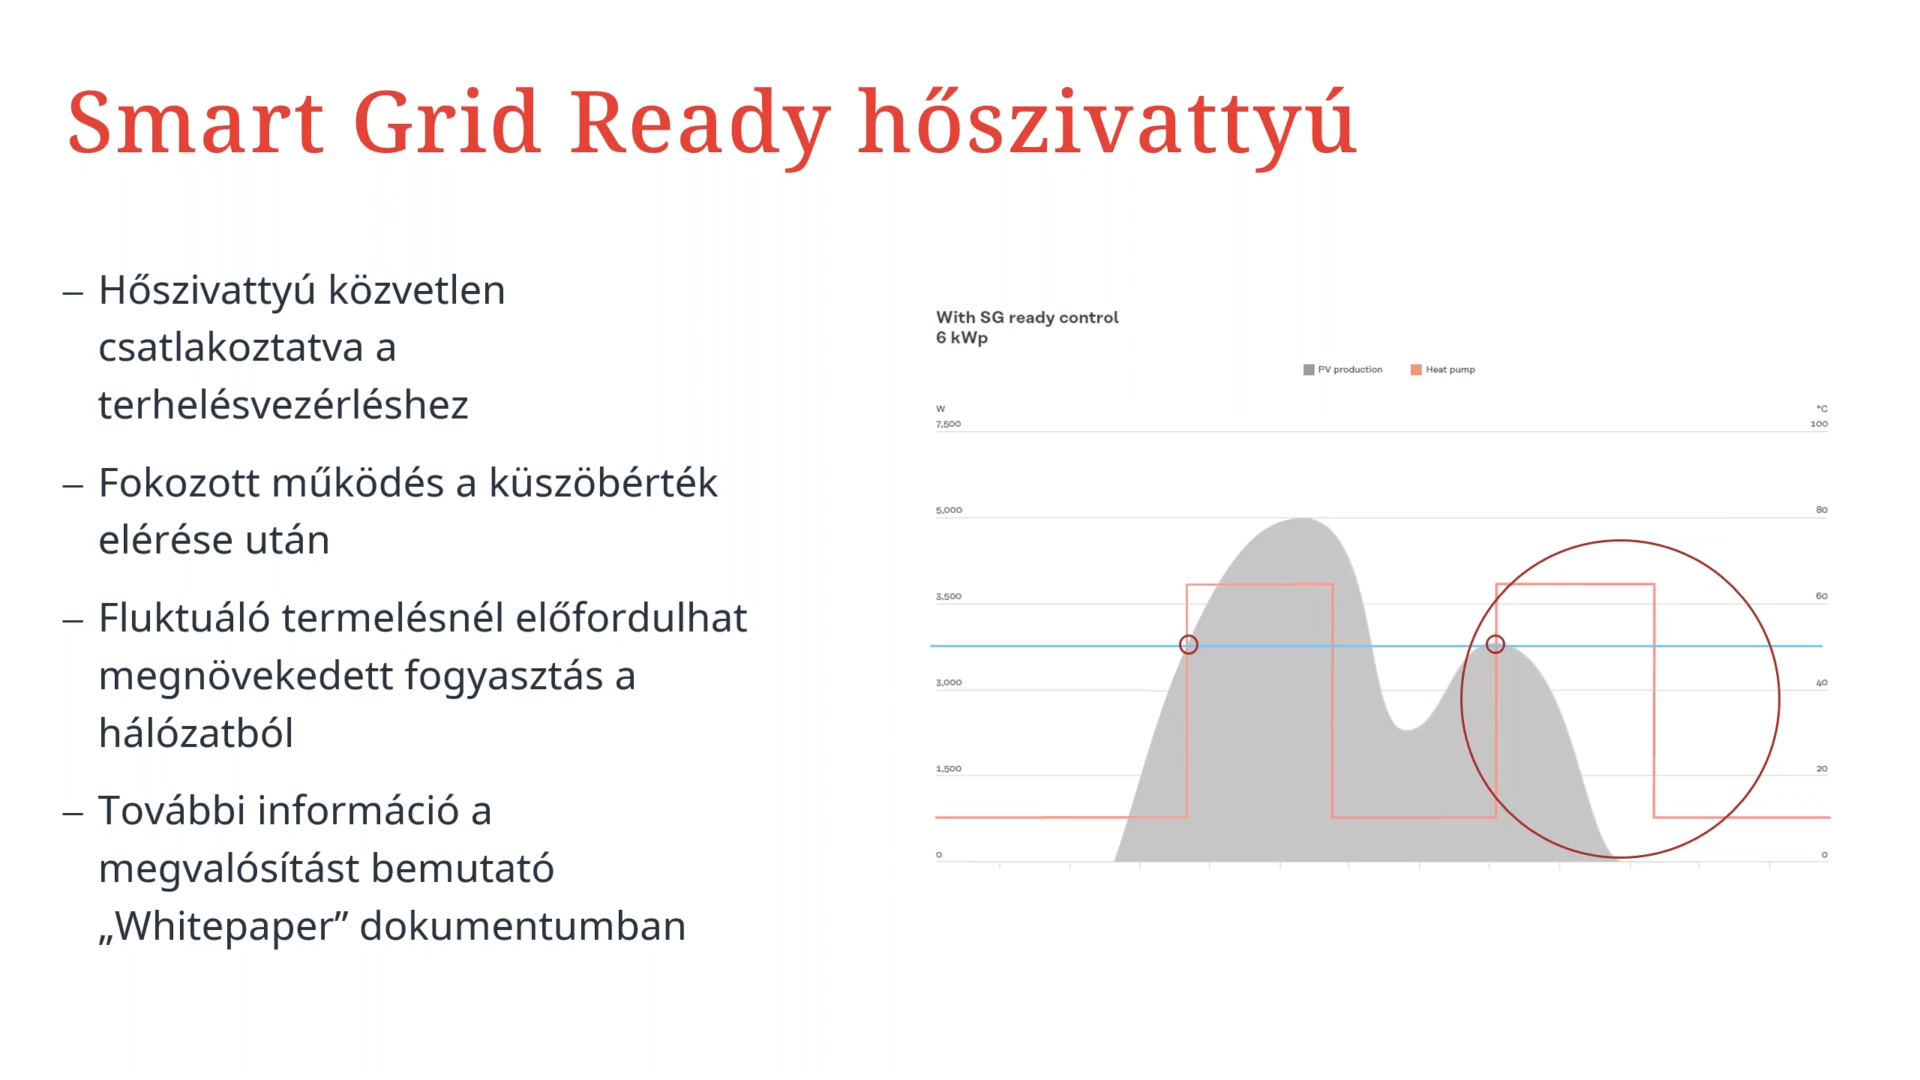 Smart Grid Ready hőszivattyú
– Hőszivattyú közvetlen
csatlakoztatva a
terhelésvezérléshez
– Fokozott működés a küszöbérték
elérése után
– Fluktuáló termelésnél előfordulhat
megnövekedett fogyasztás a
hálózatból
– További információ a
megvalósítást bemutató
„Whitepaper” dokumentumban
With SG ready control
6 kWp
PV production Heat pump
W °C
7,500 100
5,000 80
3,500 60
3,000 40
1,500 20
0 0